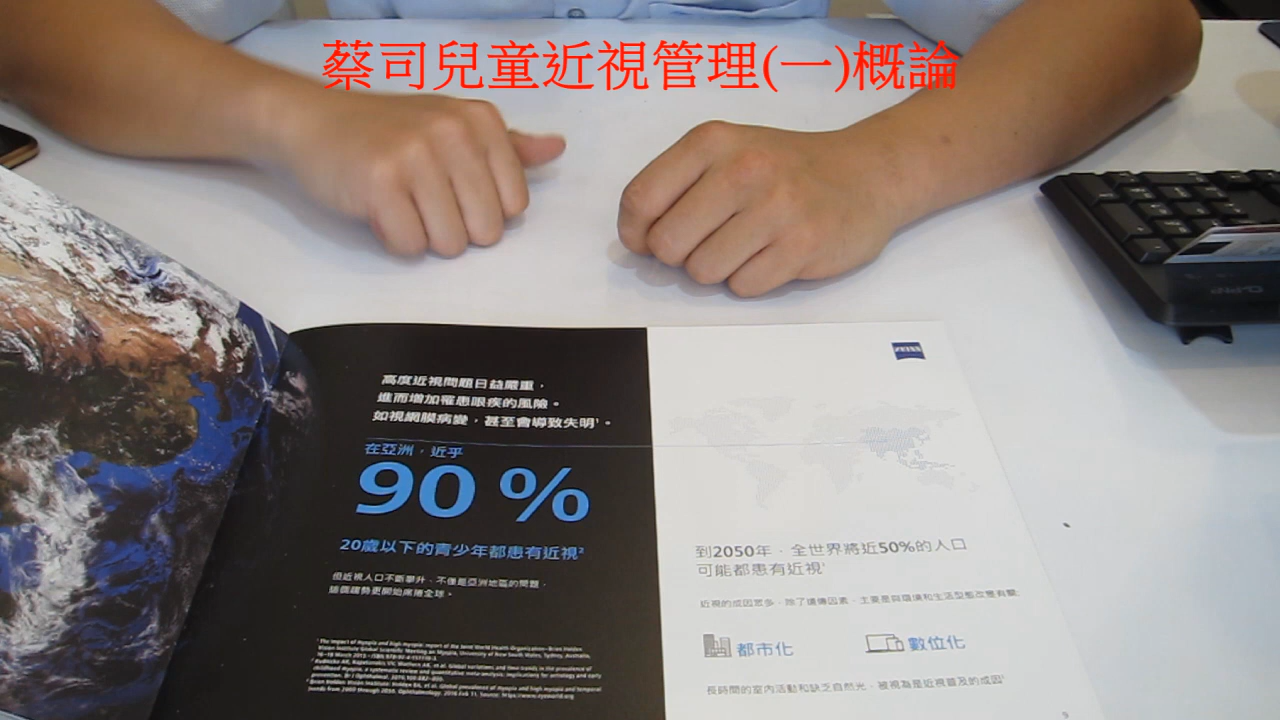 蔡司兒童近視管理(一)概論
ZEISS
高度近視問題日益嚴重，
進而增加罹患眼疾的風險。
如視網膜病變，甚至會導致失明¹。
在亞洲，近乎
90 %
20歲以下的青少年都患有近視²
但近視人口不斷攀升，不僅是亞洲地區的問題，
這個趨勢更開始席捲全球。
到2050年，全世界將近50%的人口
可能都患有近視³
近視的成因眾多，除了遺傳因素，主要是與環境和生活型態改變有關:
都市化
數位化
長時間的室內活動和缺乏自然光，被視為是近視普及的成因¹
9